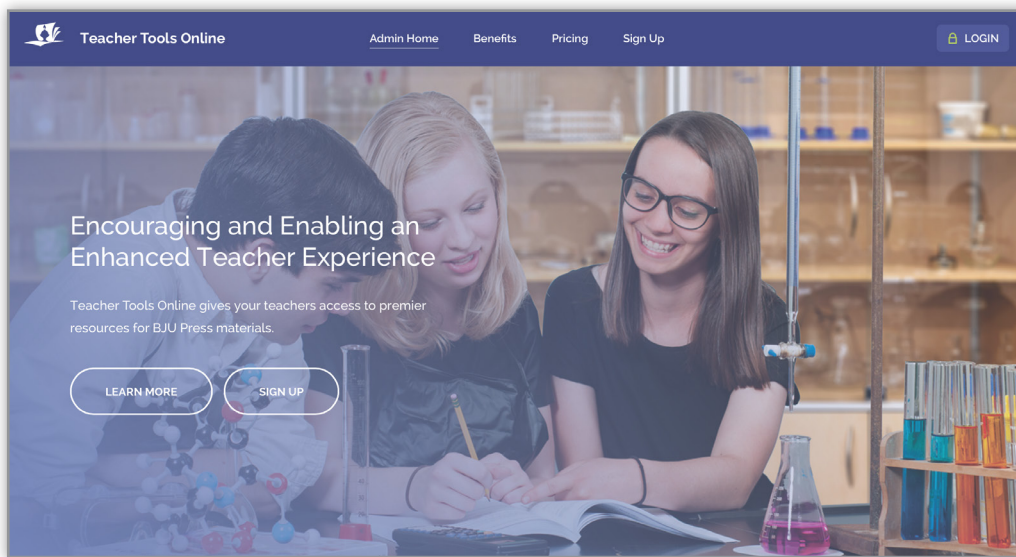 Teacher Tools Online
Admin Home
Benefits
Pricing
Sign Up
LOGIN
Encouraging and Enabling an
Enhanced Teacher Experience
Teacher Tools Online gives your teachers access to premier
resources for BJU Press materials.
LEARN MORE
SIGN UP